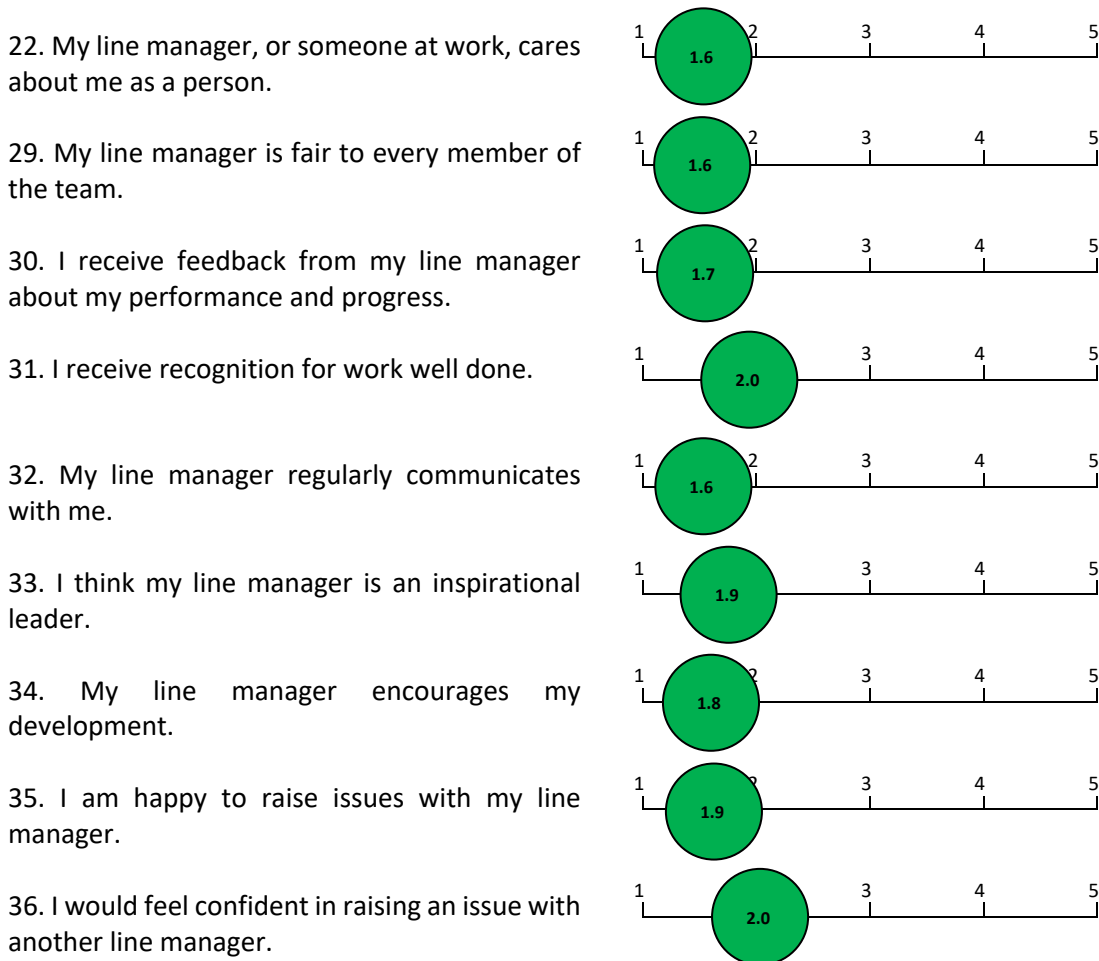 22. My line manager, or someone at work, cares
about me as a person.
1 2 3 4 5
1.6
29. My line manager is fair to every member of
the team.
1 2 3 4 5
1.6
30. I receive feedback from my line manager
about my performance and progress.
1 2 3 4 5
1.7
31. I receive recognition for work well done.
1 3 4 5
2.0
32. My line manager regularly communicates
with me.
1 2 3 4 5
1.6
33. I think my line manager is an inspirational
leader.
1 3 4 5
1.9
34. My line manager encourages my
development.
1 2 3 4 5
1.8
35. I am happy to raise issues with my line
manager.
1 2 3 4 5
1.9
36. I would feel confident in raising an issue with
another line manager.
1 3 4 5
2.0